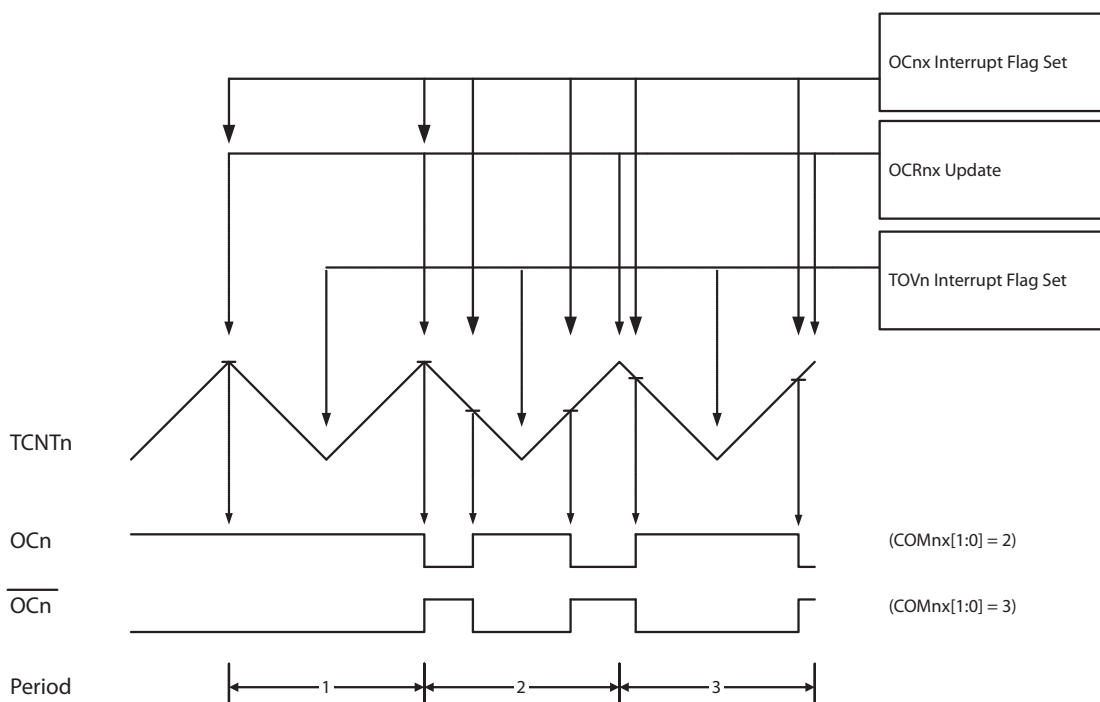 OCnx Interrupt Flag Set
OCRnx Update
TOVn Interrupt Flag Set
TCNTn
OCn
(COMnx[1:0] = 2)
OCn
(COMnx[1:0] = 3)
Period
1
2
3